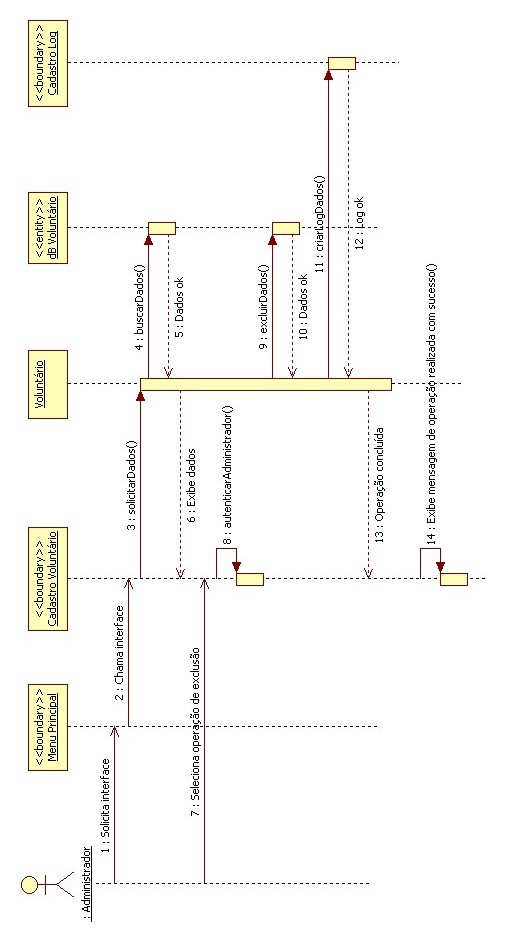 : Administrador
<<boundary>>
Menu Principal
<<boundary>>
Cadastro Voluntário
Voluntário
<<entity>>
dB Voluntário
<<boundary>>
Cadastro Log
1 : Solicita interface
2 : Chama interface
3 : solicitarDados()
4 : buscarDados()
5 : Dados ok
6 : Exibe dados
7 : Seleciona operação de exclusão
8 : autenticarAdministrador()
9 : excluirDados()
10 : Dados ok
11 : criarLogDados()
12 : Log ok
13 : Operação concluída
14 : Exibe mensagem de operação realizada com sucesso()